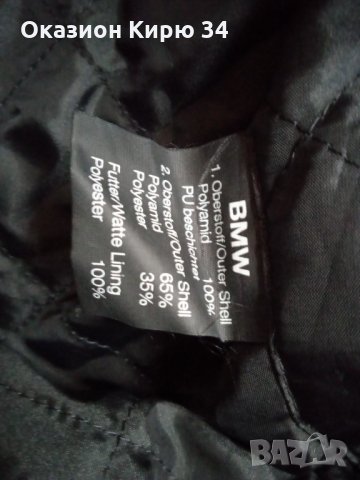 Оказион Кирю 34
BMW
1. Oberstoff/Outer Shell
Polyamid 100%
PU beschichtet
2. Oberstoff/Outer Shell
Polyamid 65%
Polyester 35%
Futter/Watte Lining
Polyester 100%
BAZAR